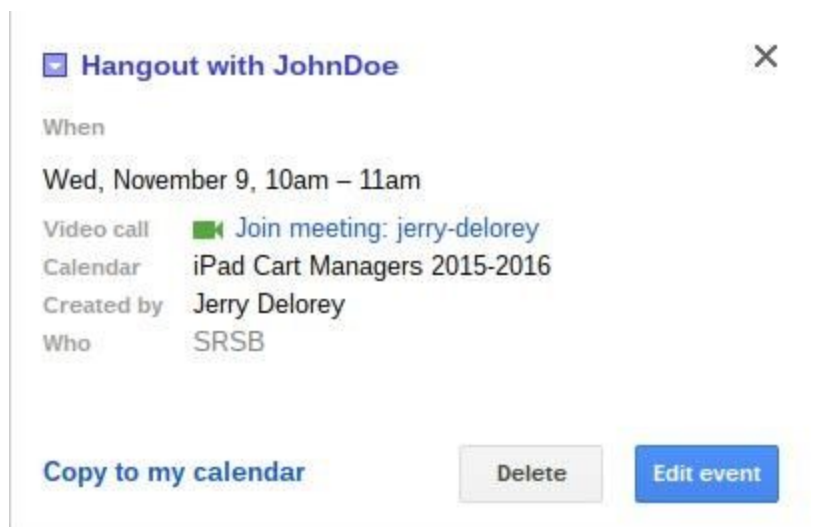 Hangout with JohnDoe
When
Wed, November 9, 10am – 11am
Video call Join meeting: jerry-delorey
Calendar iPad Cart Managers 2015-2016
Created by Jerry Delorey
Who SRSB
Copy to my calendar Delete Edit event